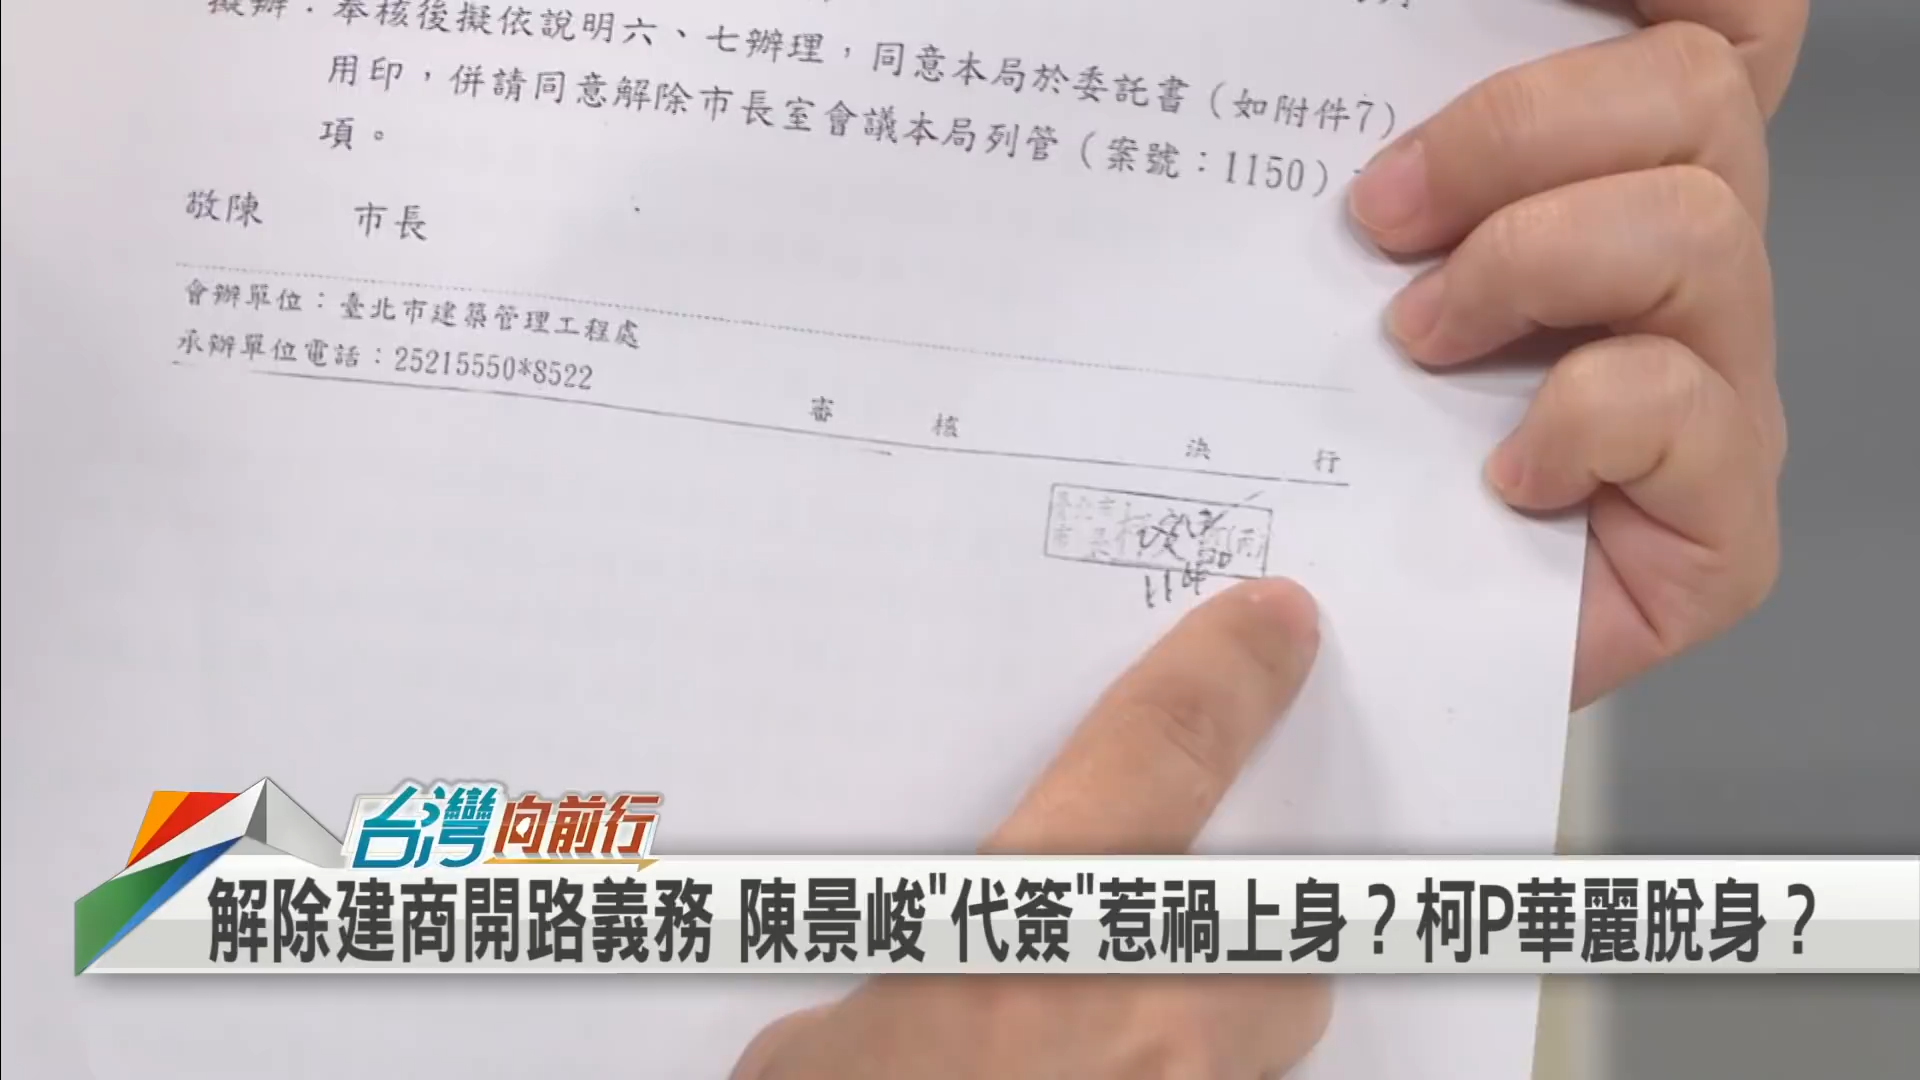 擬辦：奉核後擬依說明六、七辦理，同意本局於委託書（如附件7）
用印，併請同意解除市長室會議本局列管（案號：1150）
項。
敬陳 市長
會辦單位：臺北市建築管理工程處
承辦單位電話：25215550*8522
審 核 決 行
台灣向前行
解除建商開路義務 陳景峻"代簽"惹禍上身？柯P華麗脫身？